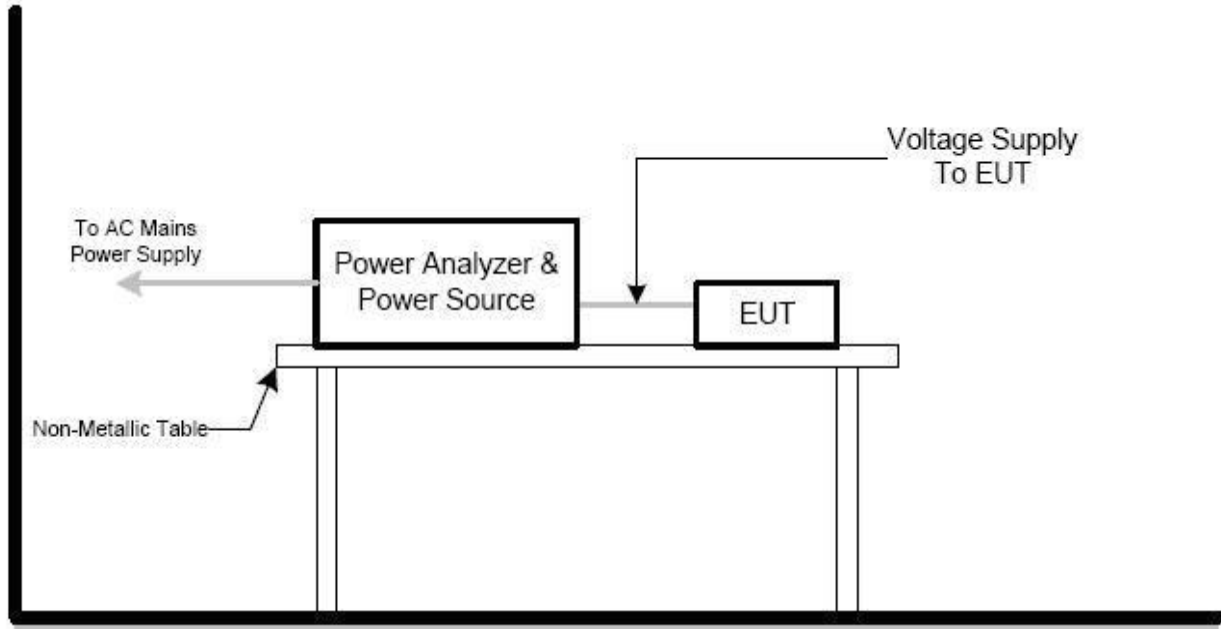 Voltage Supply
To EUT
To AC Mains
Power Supply
Power Analyzer &
Power Source
EUT
Non-Metallic Table